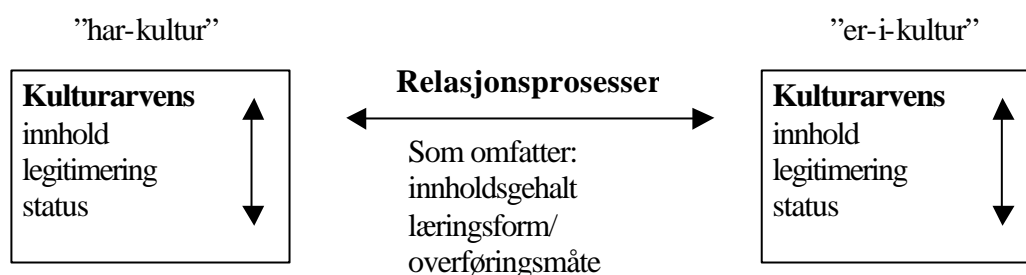 ”har-kultur”
”er-i-kultur”
Kulturarvens
innhold
legitimering
status
Relasjonsprosesser
Som omfatter:
innholdsgehalt
læringsform/
overføringsmåte
Kulturarvens
innhold
legitimering
status